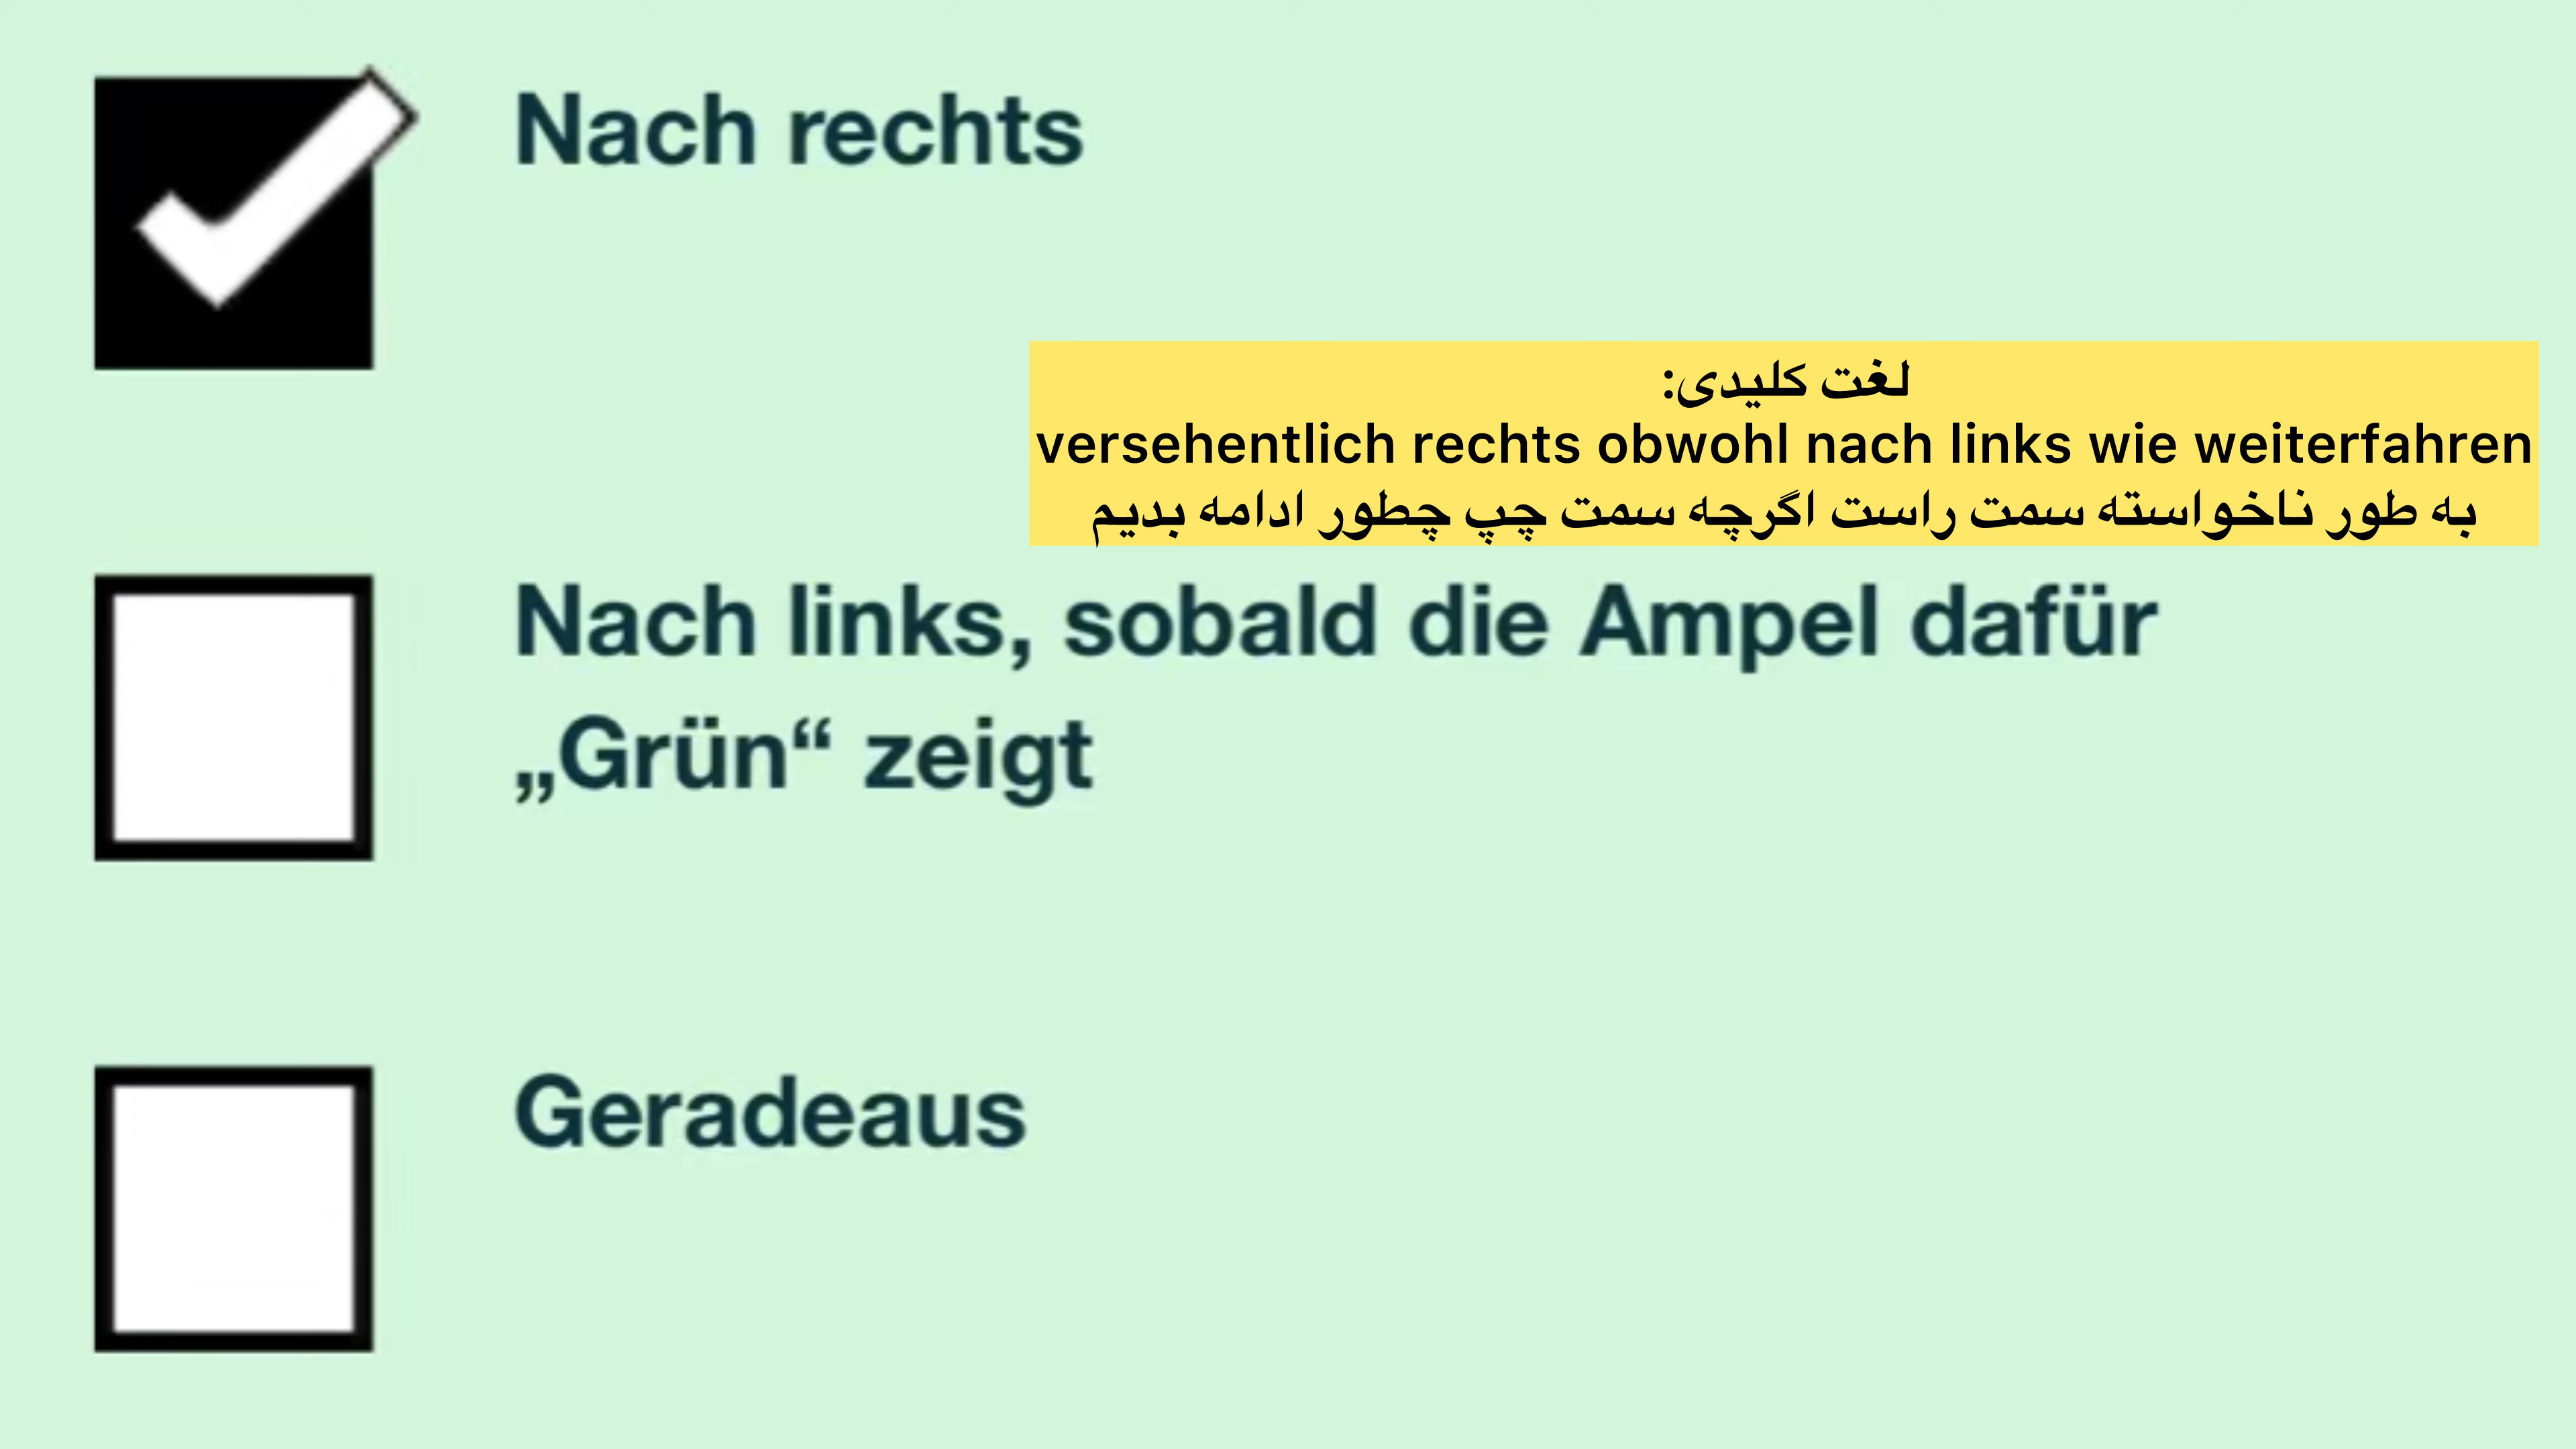 Nach rechts
لغت کلیدی:
versehentlich rechts obwohl nach links wie weiterfahren
به طور ناخواسته سمت راست اگرچه سمت چپ چطور ادامه بدیم
Nach links, sobald die Ampel dafür
„Grün“ zeigt
Geradeaus